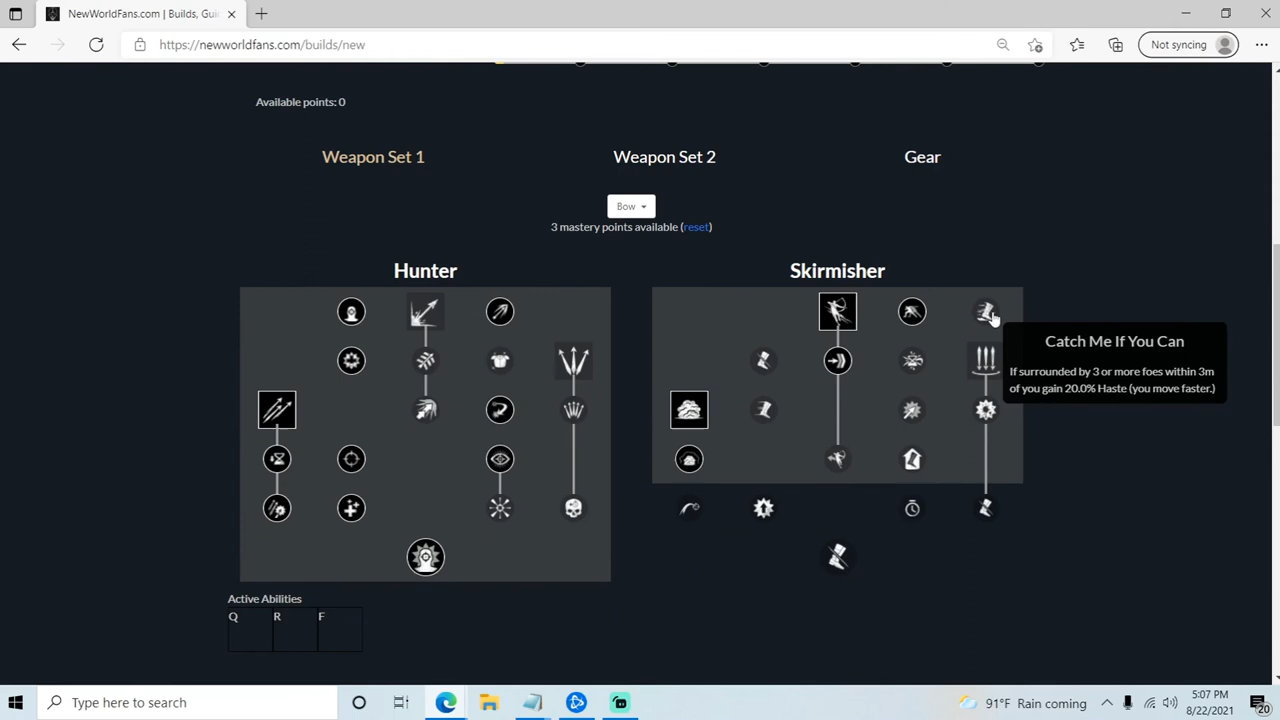 NewWorldFans.com | Builds, Gui
https://newworldfans.com/builds/new
Not syncing
Available points: 0
Weapon Set 1
Weapon Set 2
Gear
Bow
3 mastery points available (reset)
Hunter
Skirmisher
Catch Me If You Can
If surrounded by 3 or more foes within 3m
of you gain 20.0% Haste (you move faster.)
Active Abilities
Q
R
F
Type here to search
91°F Rain coming
5:07 PM
8/22/2021
20